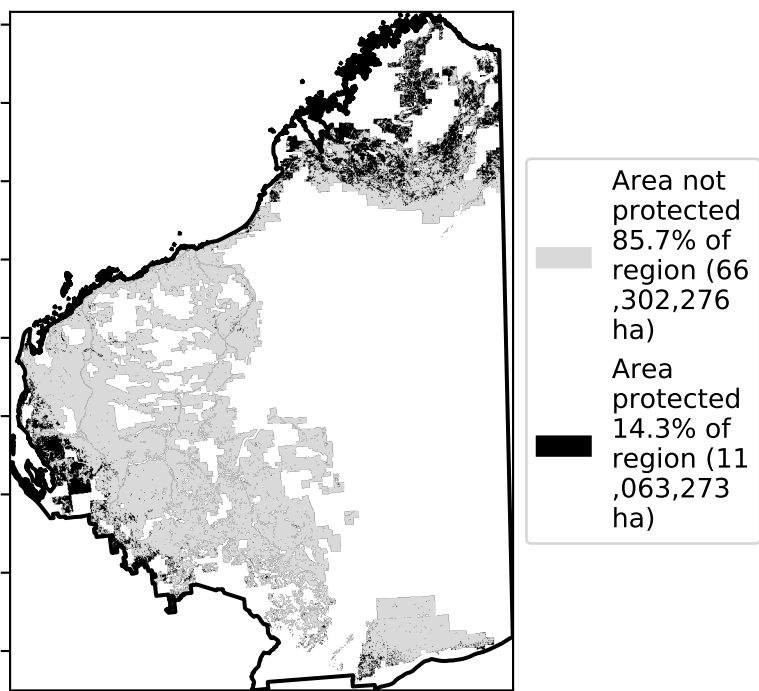 Area not
protected
85.7% of
region (66
,302,276
ha)
Area
protected
14.3% of
region (11
,063,273
ha)